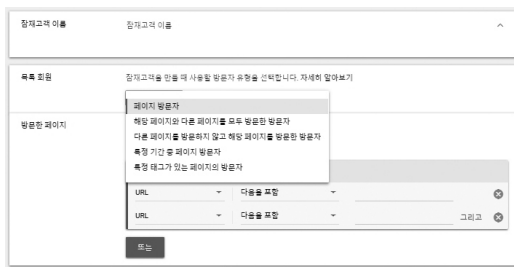 잠재고객 이름 잠재고객 이름
목록 회원 잠재고객을 만들 때 사용할 방문자 유형을 선택합니다. 자세히 알아보기
페이지 방문자
방문한 페이지 해당 페이지와 다른 페이지를 모두 방문한 방문자
다른 페이지를 방문하지 않고 해당 페이지를 방문한 방문자
특정 기간 중 페이지 방문자
특정 태그가 있는 페이지의 방문자
URL 다음을 포함
URL 다음을 포함 그리고
또는